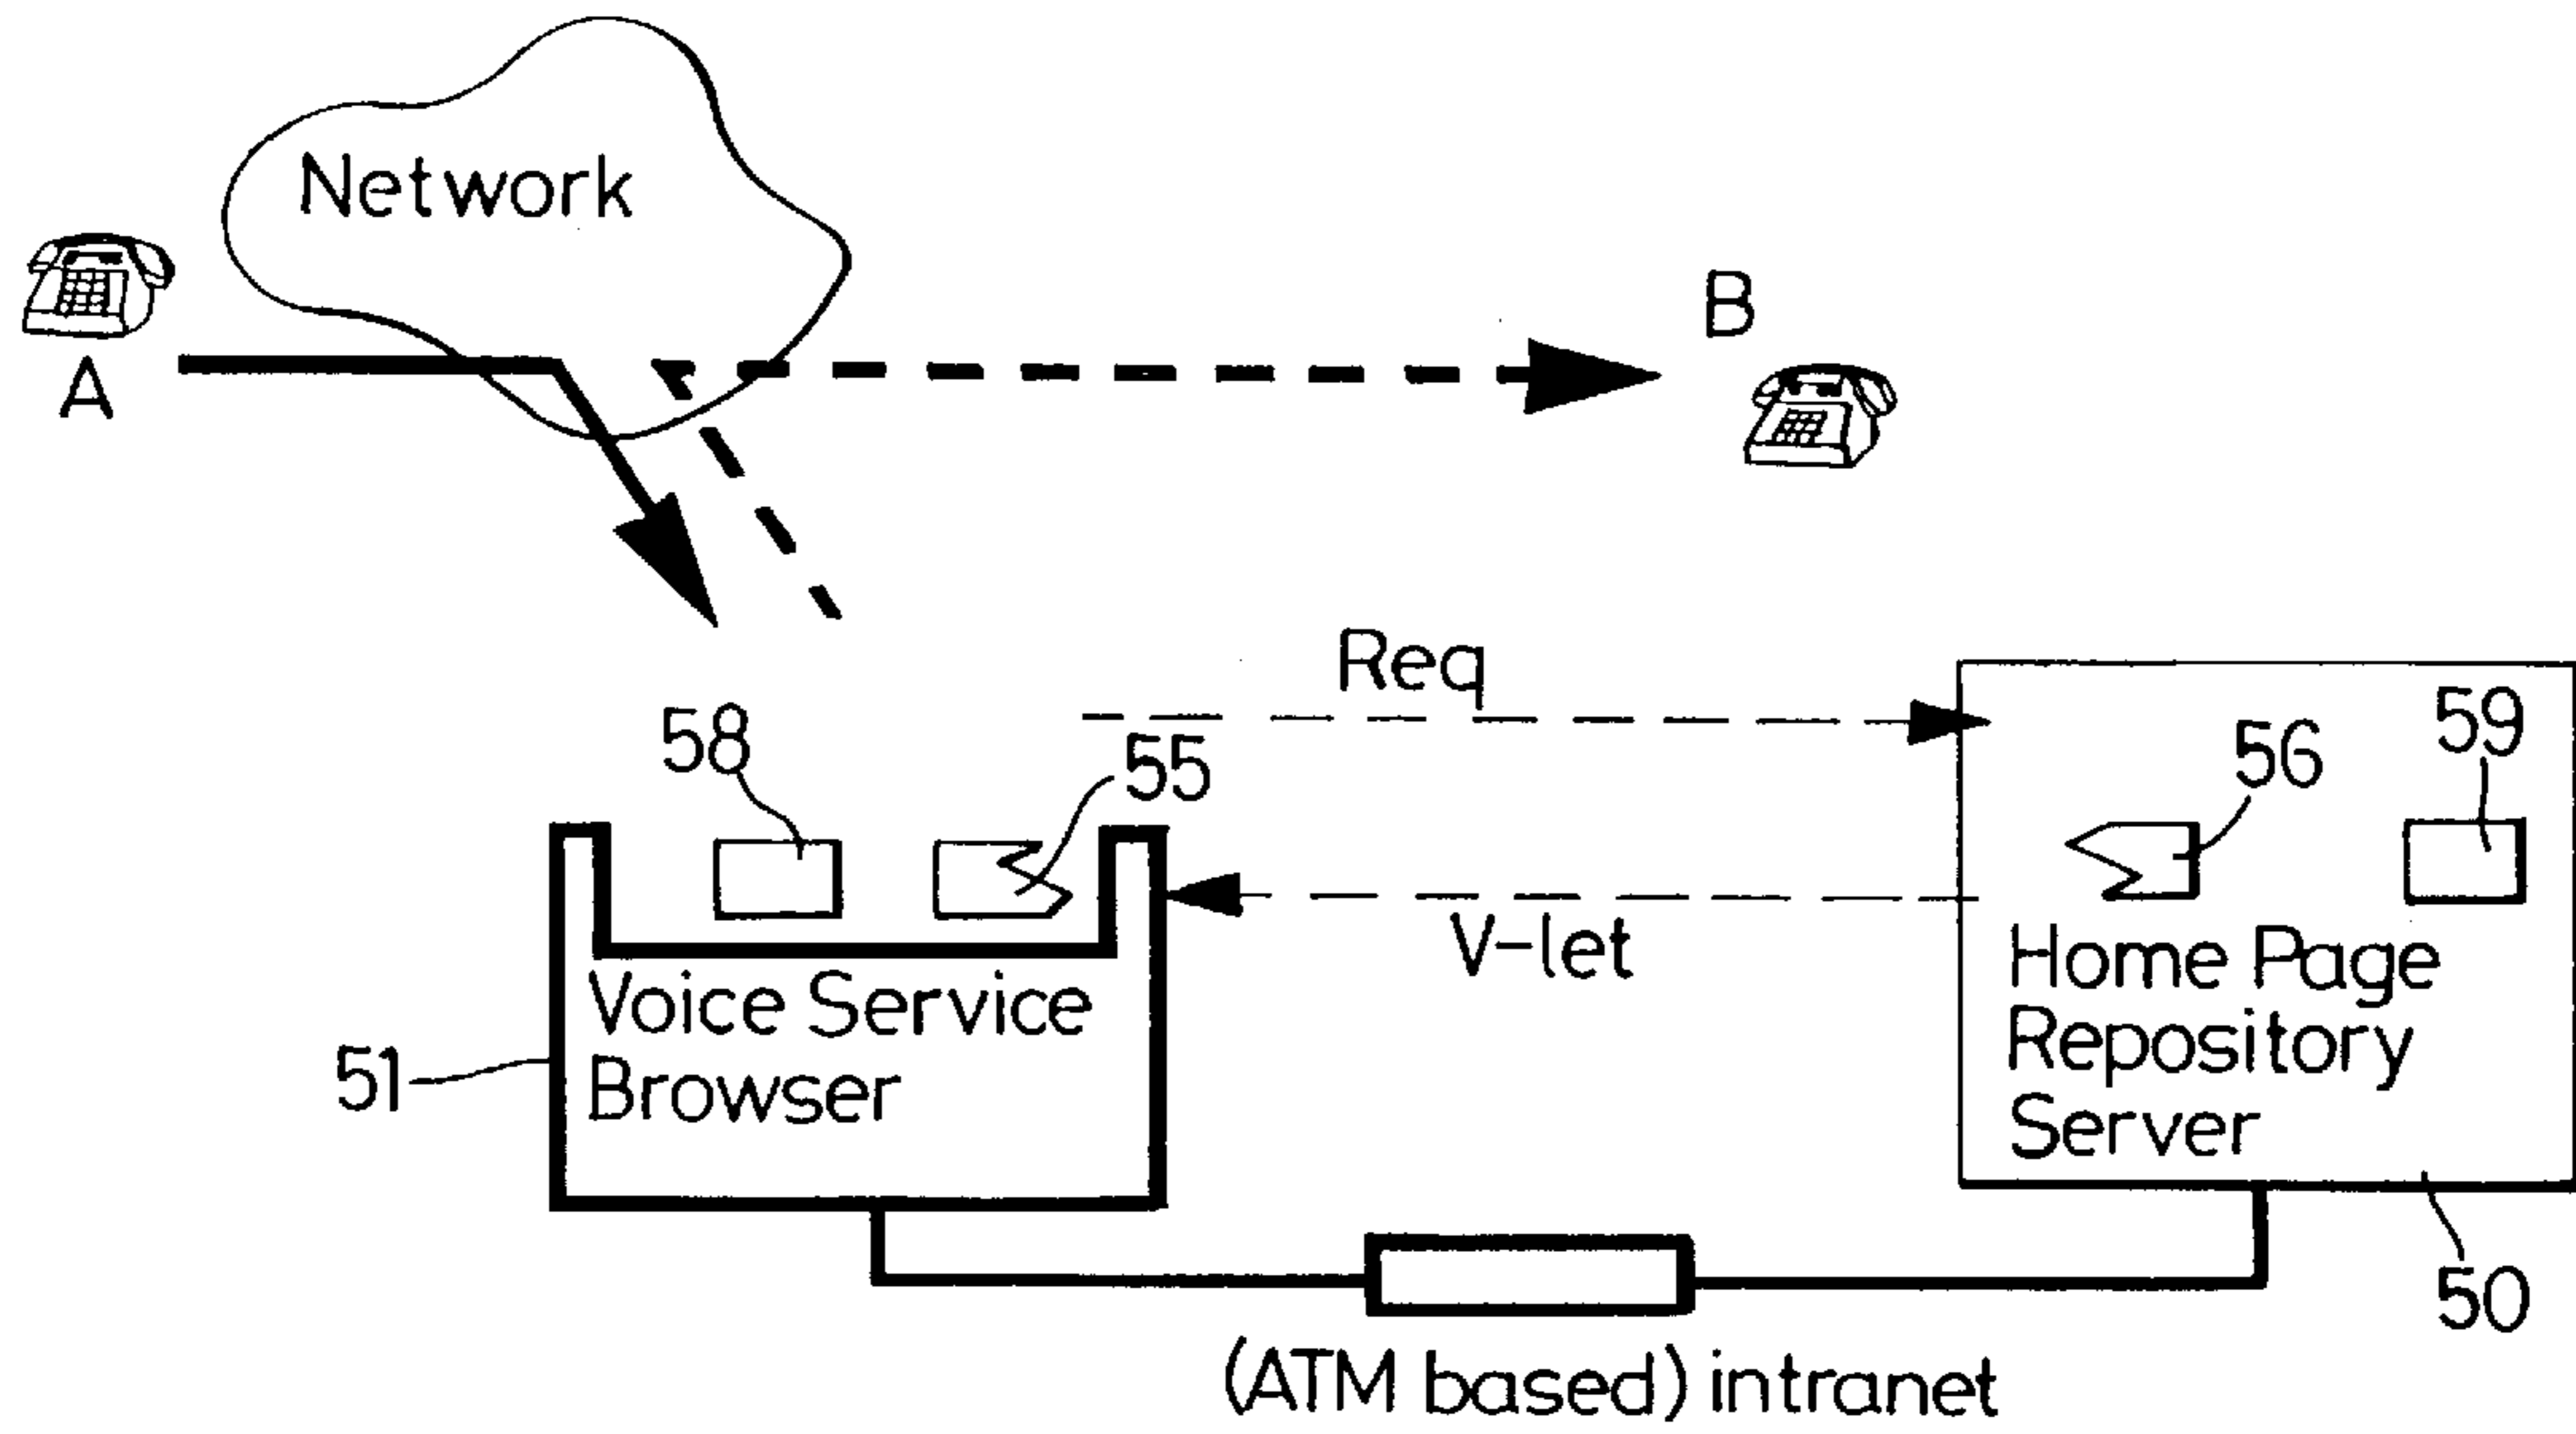 Network
A
B
Req
58
55
56
59
V-let
Voice Service
Browser
51
Home Page
Repository
Server
50
(ATM based) intranet